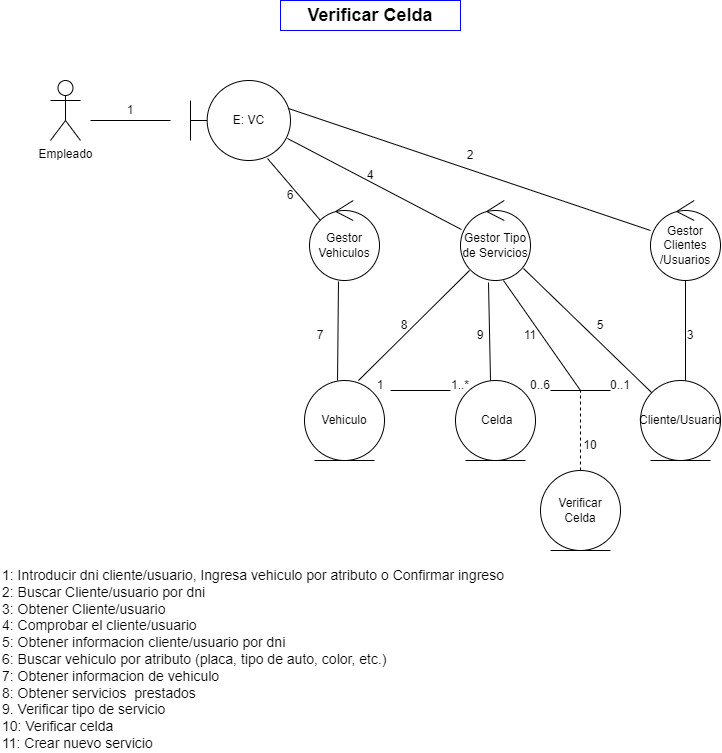 Verificar Celda
1
Empleado
E: VC
2
4
6
Gestor
Vehiculos
Gestor Tipo
de Servicios
Gestor
Clientes
/Usuarios
7
8
9
11
5
3
1
1..*
0..6
0..1
Vehiculo
Celda
Cliente/Usuario
10
Verificar
Celda
1: Introducir dni cliente/usuario, Ingresa vehiculo por atributo o Confirmar ingreso
2: Buscar Cliente/usuario por dni
3: Obtener Cliente/usuario
4: Comprobar el cliente/usuario
5: Obtener informacion cliente/usuario por dni
6: Buscar vehiculo por atributo (placa, tipo de auto, color, etc.)
7: Obtener informacion de vehiculo
8: Obtener servicios prestados
9. Verificar tipo de servicio
10: Verificar celda
11: Crear nuevo servicio